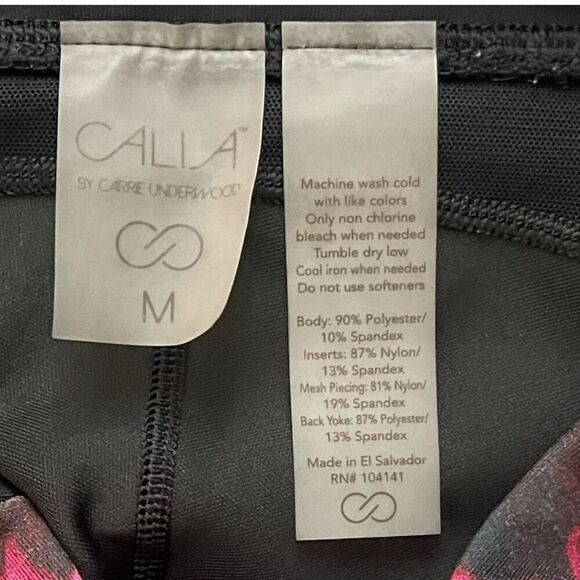 CALIA™
BY CARRIE UNDERWOOD
M
Machine wash cold
with like colors
Only non chlorine
bleach when needed
Tumble dry low
Cool iron when needed
Do not use softeners
Body: 90% Polyester/
10% Spandex
Inserts: 87% Nylon/
13% Spandex
Mesh Piecing: 81% Nylon/
19% Spandex
Back Yoke: 87% Polyester/
13% Spandex
Made in El Salvador
RN# 104141